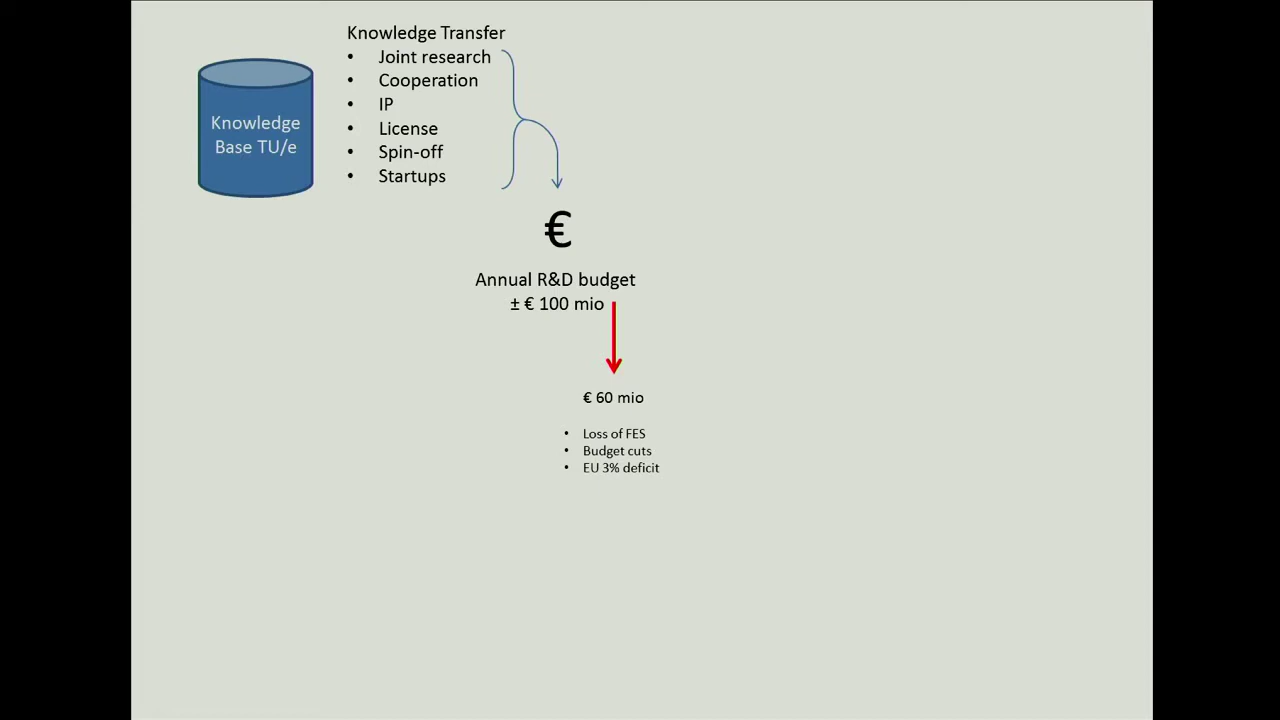 Knowledge Transfer
• Joint research
• Cooperation
• IP
• License
• Spin-off
• Startups
Knowledge
Base TU/e
€
Annual R&D budget
± € 100 mio
€ 60 mio
• Loss of FES
• Budget cuts
• EU 3% deficit